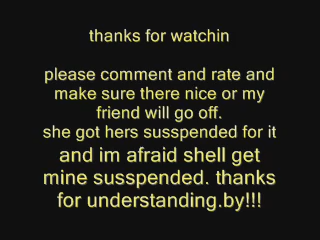 thanks for watchin
please comment and rate and
make sure there nice or my
friend will go off.
she got hers susspended for it
and im afraid shell get
mine susspended. thanks
for understanding.by!!!